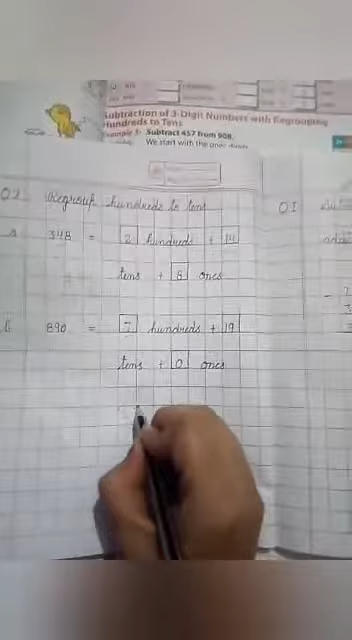 Subtraction of 3-Digit Numbers with Regrouping
Hundreds to Tens
Example 3: Subtract 457 from 908.
We start with the ones
Q2 Regroup hundreds to tens
a 348 = 2 hundreds + 14
tens + 8 ones
b 890 = 7 hundreds + 19
tens + 0 ones
Q1